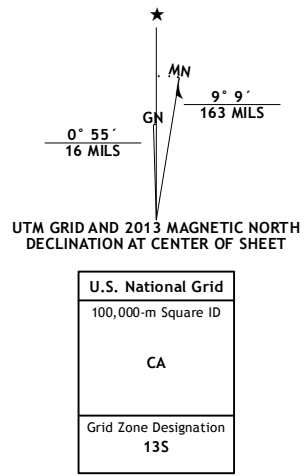 ★
MN
9° 9´
163 MILS
GN
0° 55´
16 MILS
UTM GRID AND 2013 MAGNETIC NORTH
DECLINATION AT CENTER OF SHEET
U.S. National Grid
100,000-m Square ID
CA
Grid Zone Designation
13S